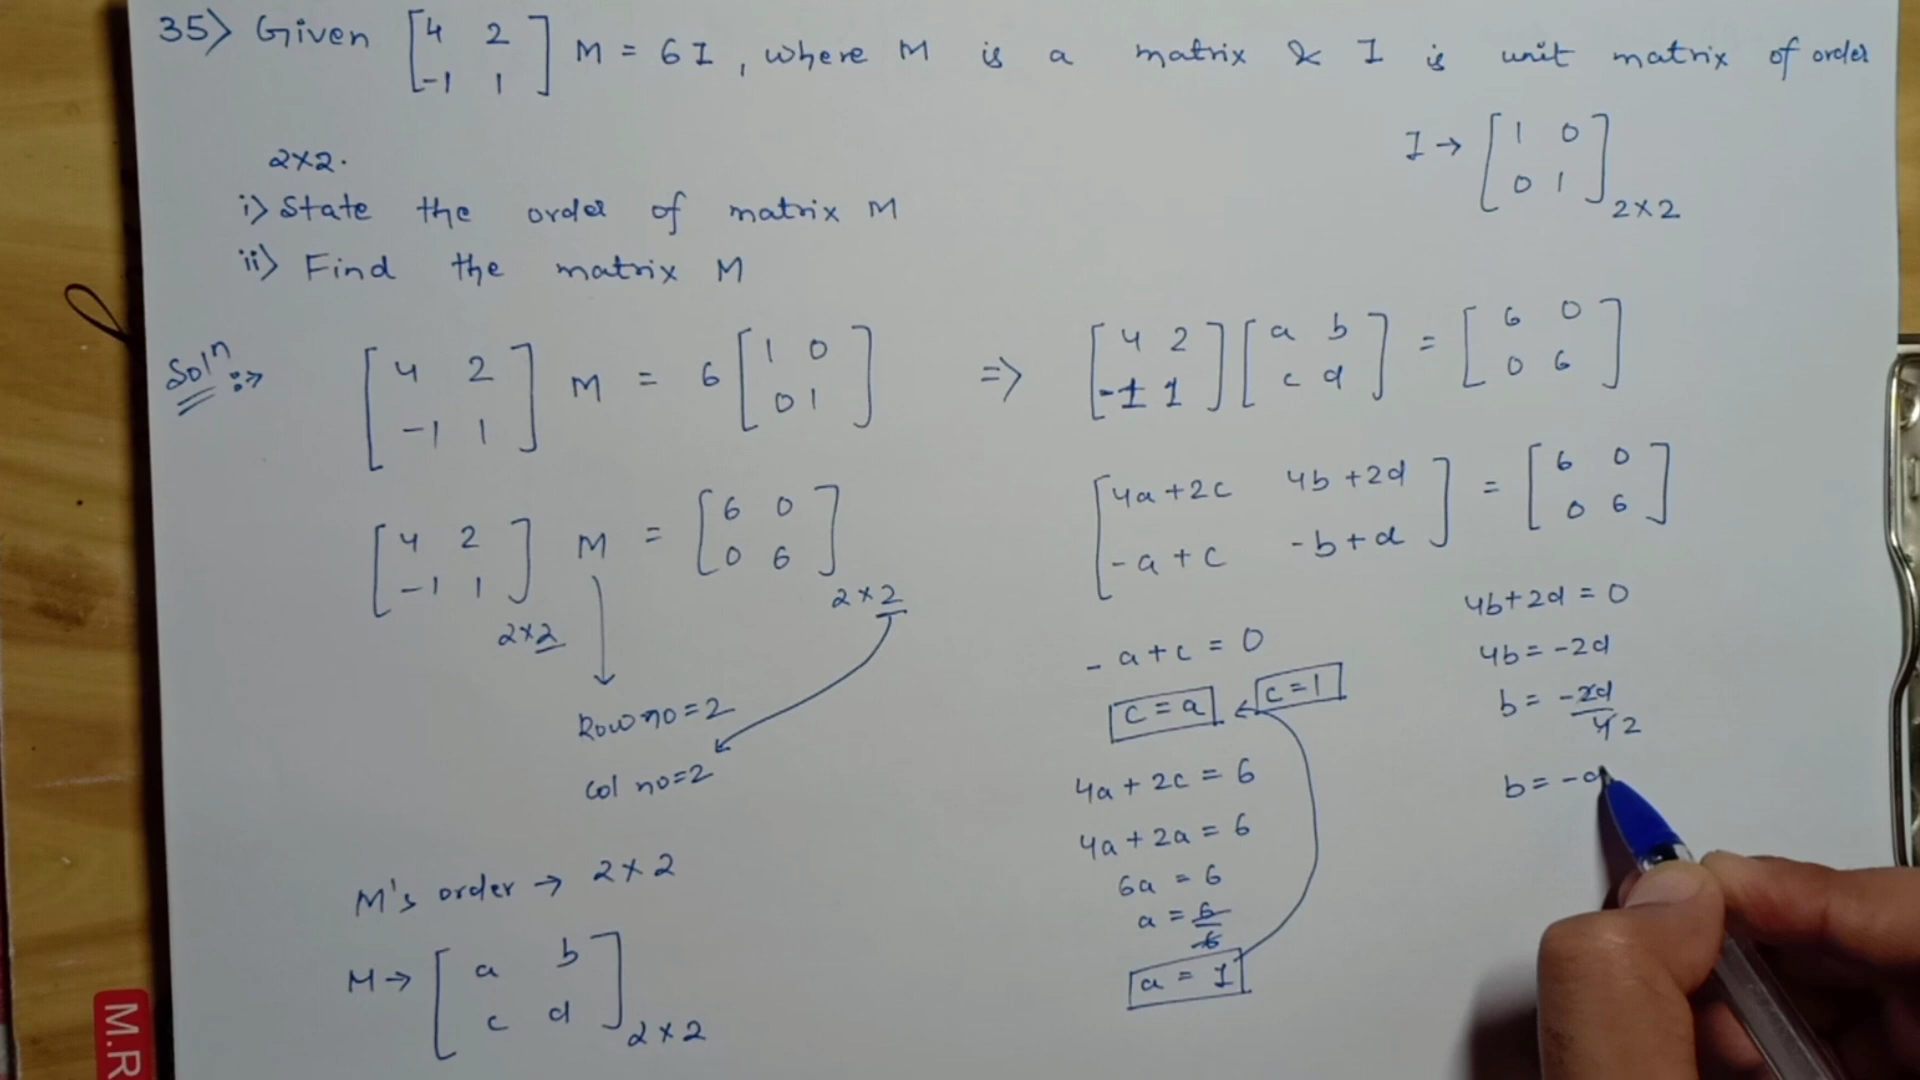 35) Given [4 2 -1 1] M = 6I, where M is a matrix & I is unit matrix of order
2×2.
I → [1 0 0 1] 2×2
i) State the order of matrix M
ii) Find the matrix M
Solⁿ :→
[4 2 -1 1] M = 6 [1 0 0 1]
[4 2 -1 1] 2×2 M = [6 0 0 6] 2×2
Row no = 2
Col no = 2
M's order → 2×2
M → [a b c d] 2×2
=> [4 2 -1 1] [a b c d] = [6 0 0 6]
[4a+2c 4b+2d -a+c -b+d] = [6 0 0 6]
-a+c = 0
c = a ← c = 1
4a + 2c = 6
4a + 2a = 6
6a = 6
a = 6/6
a = 1
4b+2d = 0
4b = -2d
b = -2d/4 2
b = -d
M.R